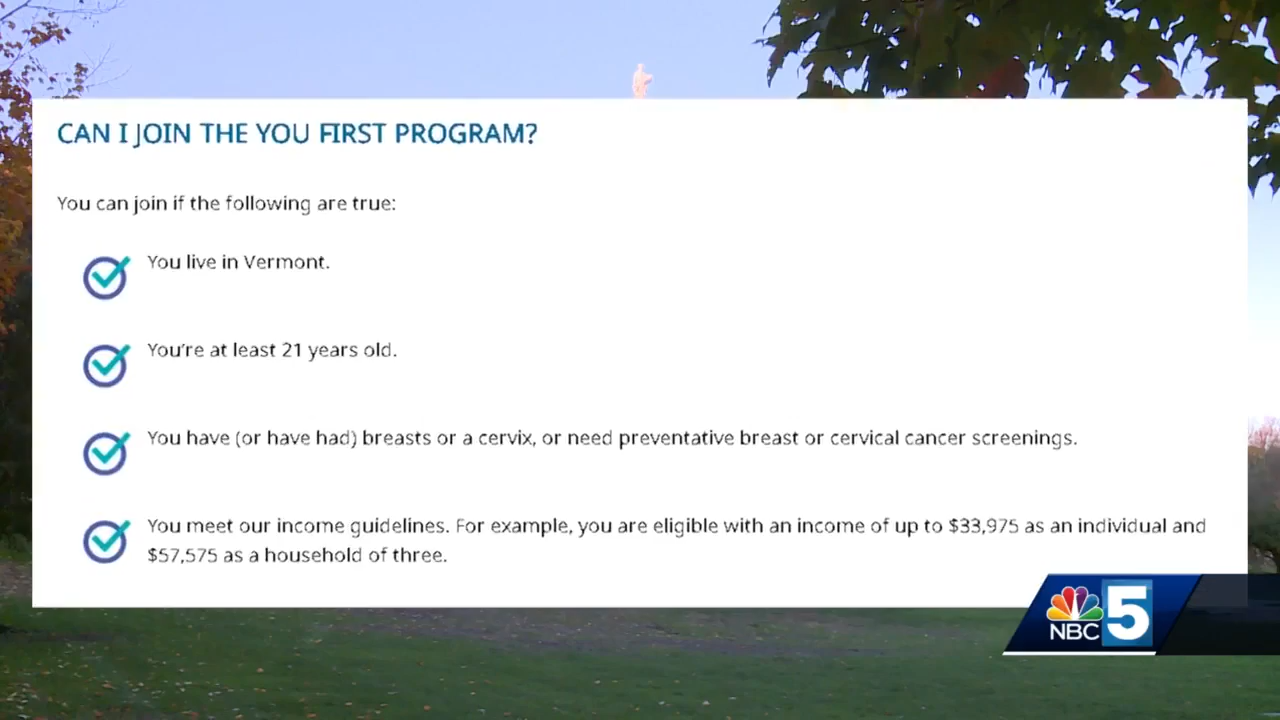 CAN I JOIN THE YOU FIRST PROGRAM?
You can join if the following are true:
You live in Vermont.
You're at least 21 years old.
You have (or have had) breasts or a cervix, or need preventative breast or cervical cancer screenings.
You meet our income guidelines. For example, you are eligible with an income of up to $33,975 as an individual and
$57,575 as a household of three.
NBC 5